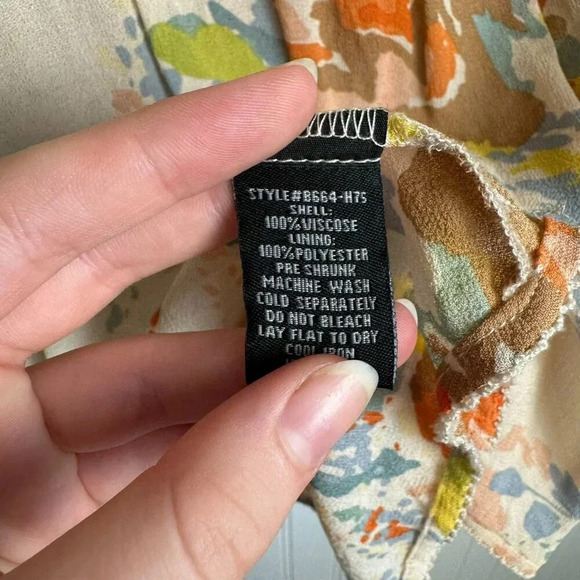 STYLE#B664-H75
SHELL:
100%VISCOSE
LINING:
100%POLYESTER
PRE SHRUNK
MACHINE WASH
COLD SEPARATELY
DO NOT BLEACH
LAY FLAT TO DRY
COOL IRON